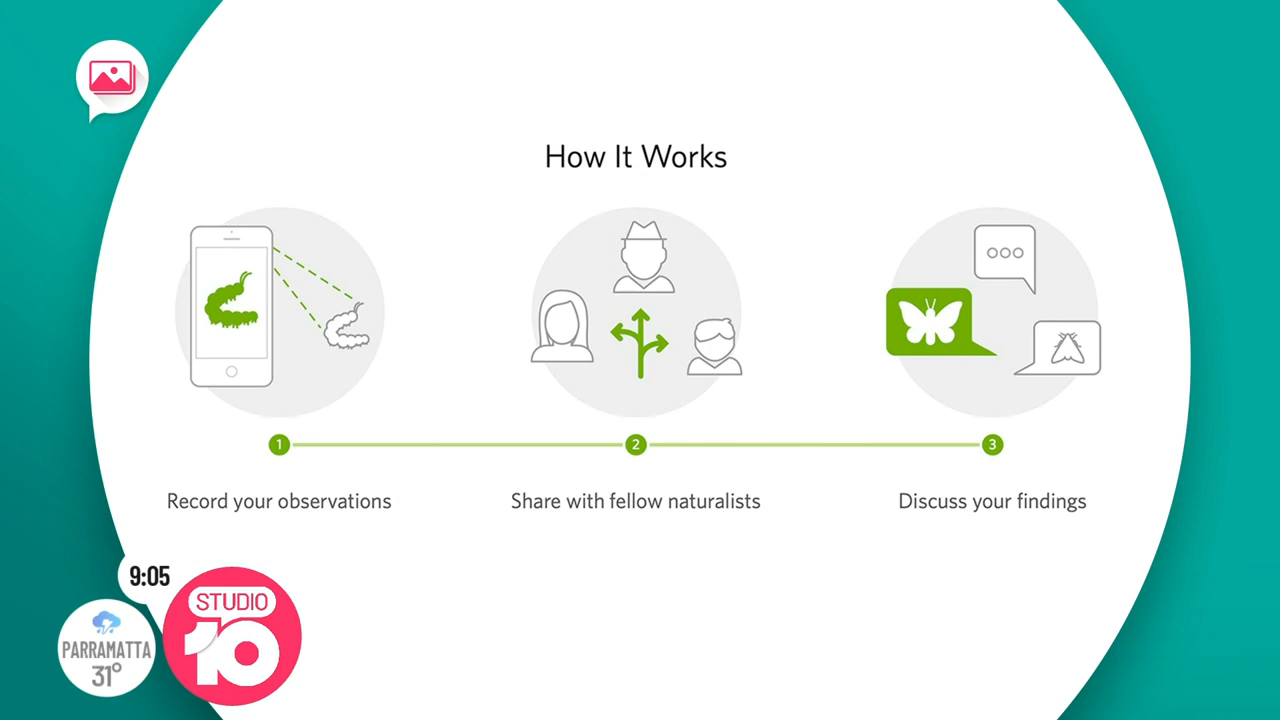 How It Works
1
2
3
Record your observations
Share with fellow naturalists
Discuss your findings
9:05
STUDIO
10
PARRAMATTA
31°